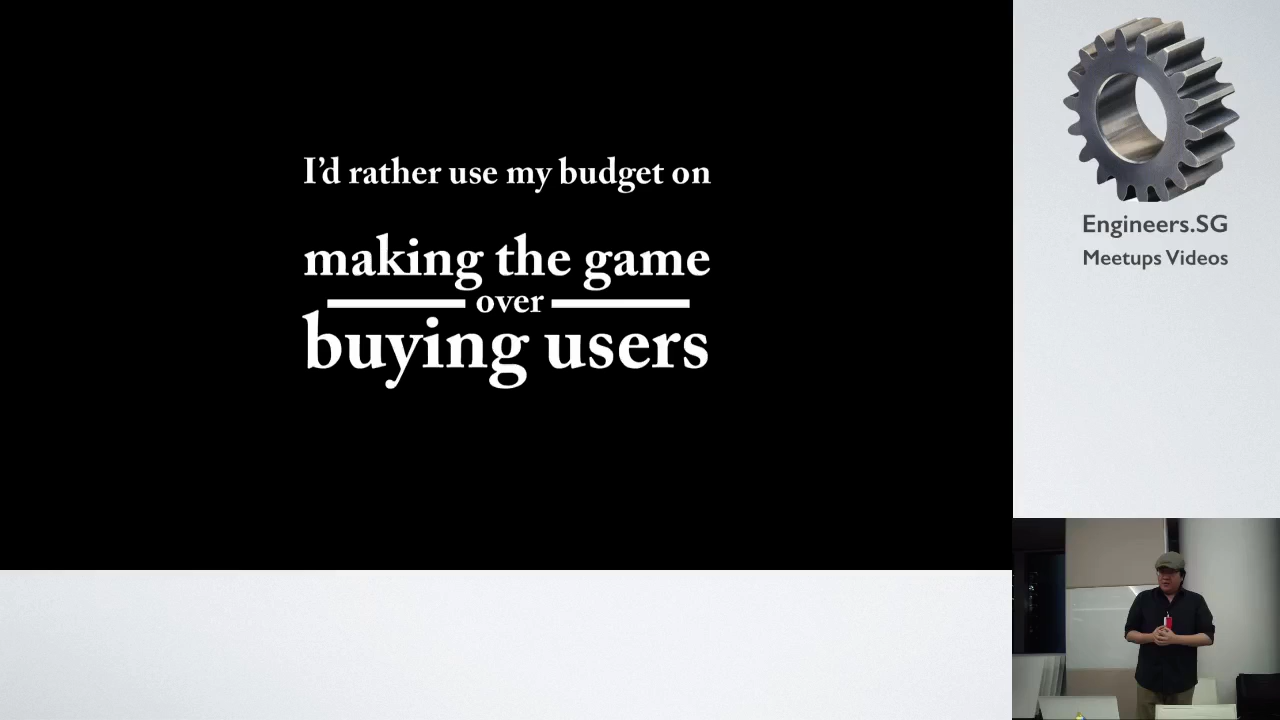 I'd rather use my budget on
making the game
over
buying users
Engineers.SG
Meetups Videos